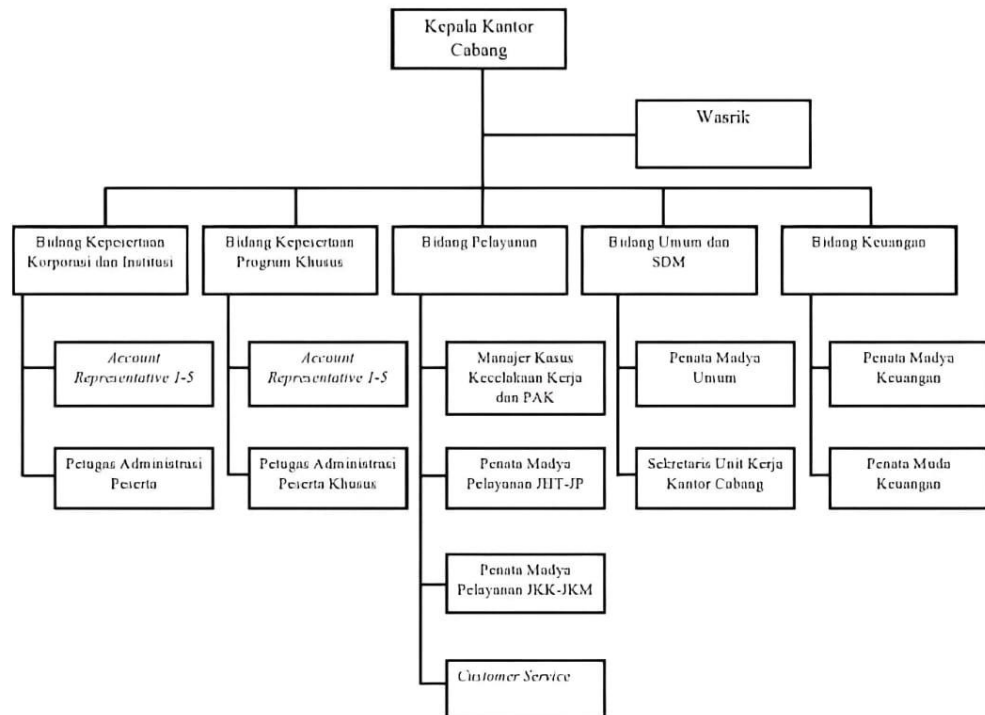 Kepala Kantor
Cabang
Wasrik
Bidang Kepesertaan
Korporasi dan Institusi
Bidang Kepesertaan
Program Khusus
Bidang Pelayanan
Bidang Umum dan
SDM
Bidang Keuangan
Account
Representative 1-5
Account
Representative 1-5
Manajer Kasus
Kecelakaan Kerja
dan PAK
Penata Madya
Umum
Penata Madya
Keuangan
Petugas Administrasi
Peserta
Petugas Administrasi
Peserta Khusus
Penata Madya
Pelayanan JHT-JP
Sekretaris Unit Kerja
Kantor Cabang
Penata Muda
Keuangan
Penata Madya
Pelayanan JKK-JKM
Customer Service